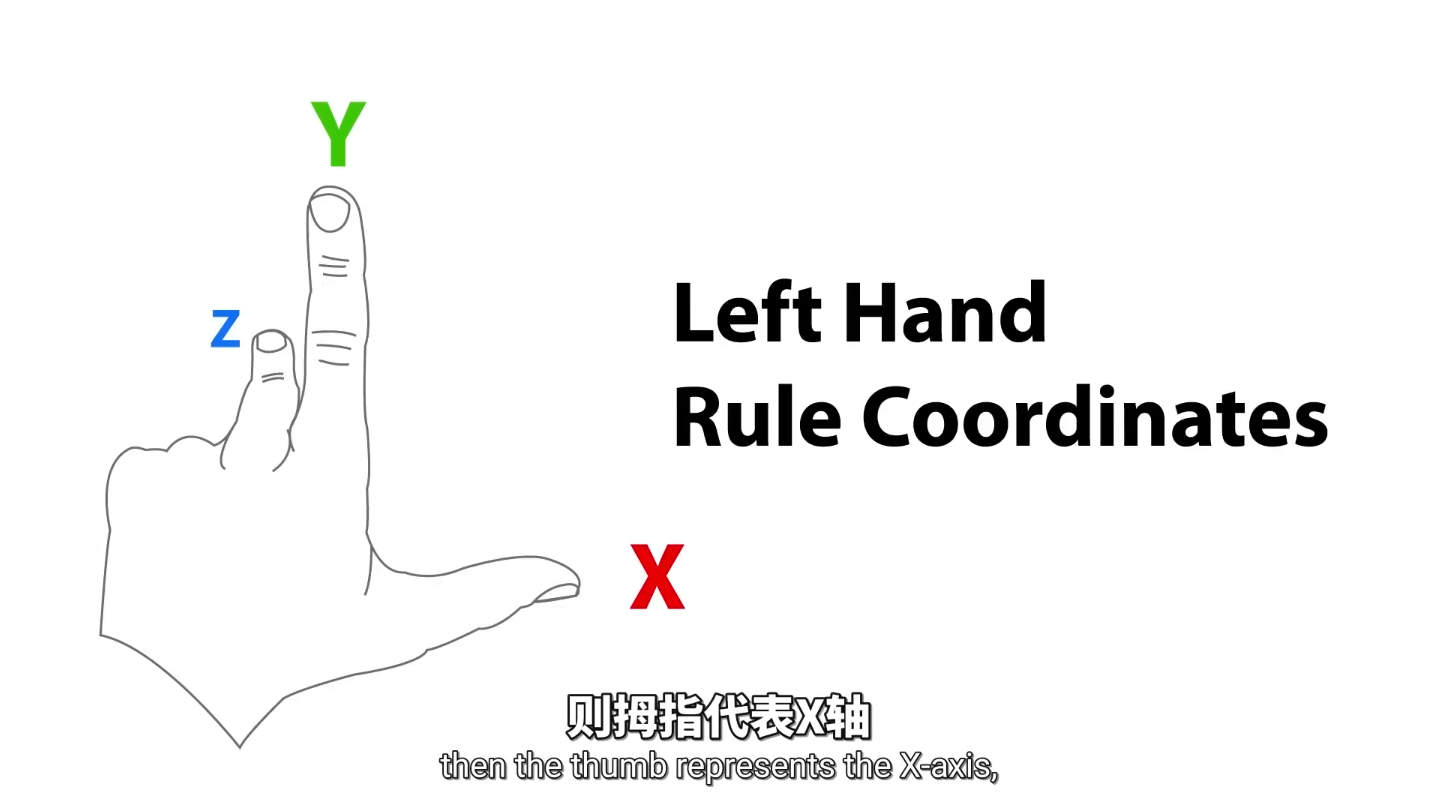 Y
Z
Left Hand
Rule Coordinates
X
则拇指代表X轴
then the thumb represents the X-axis,